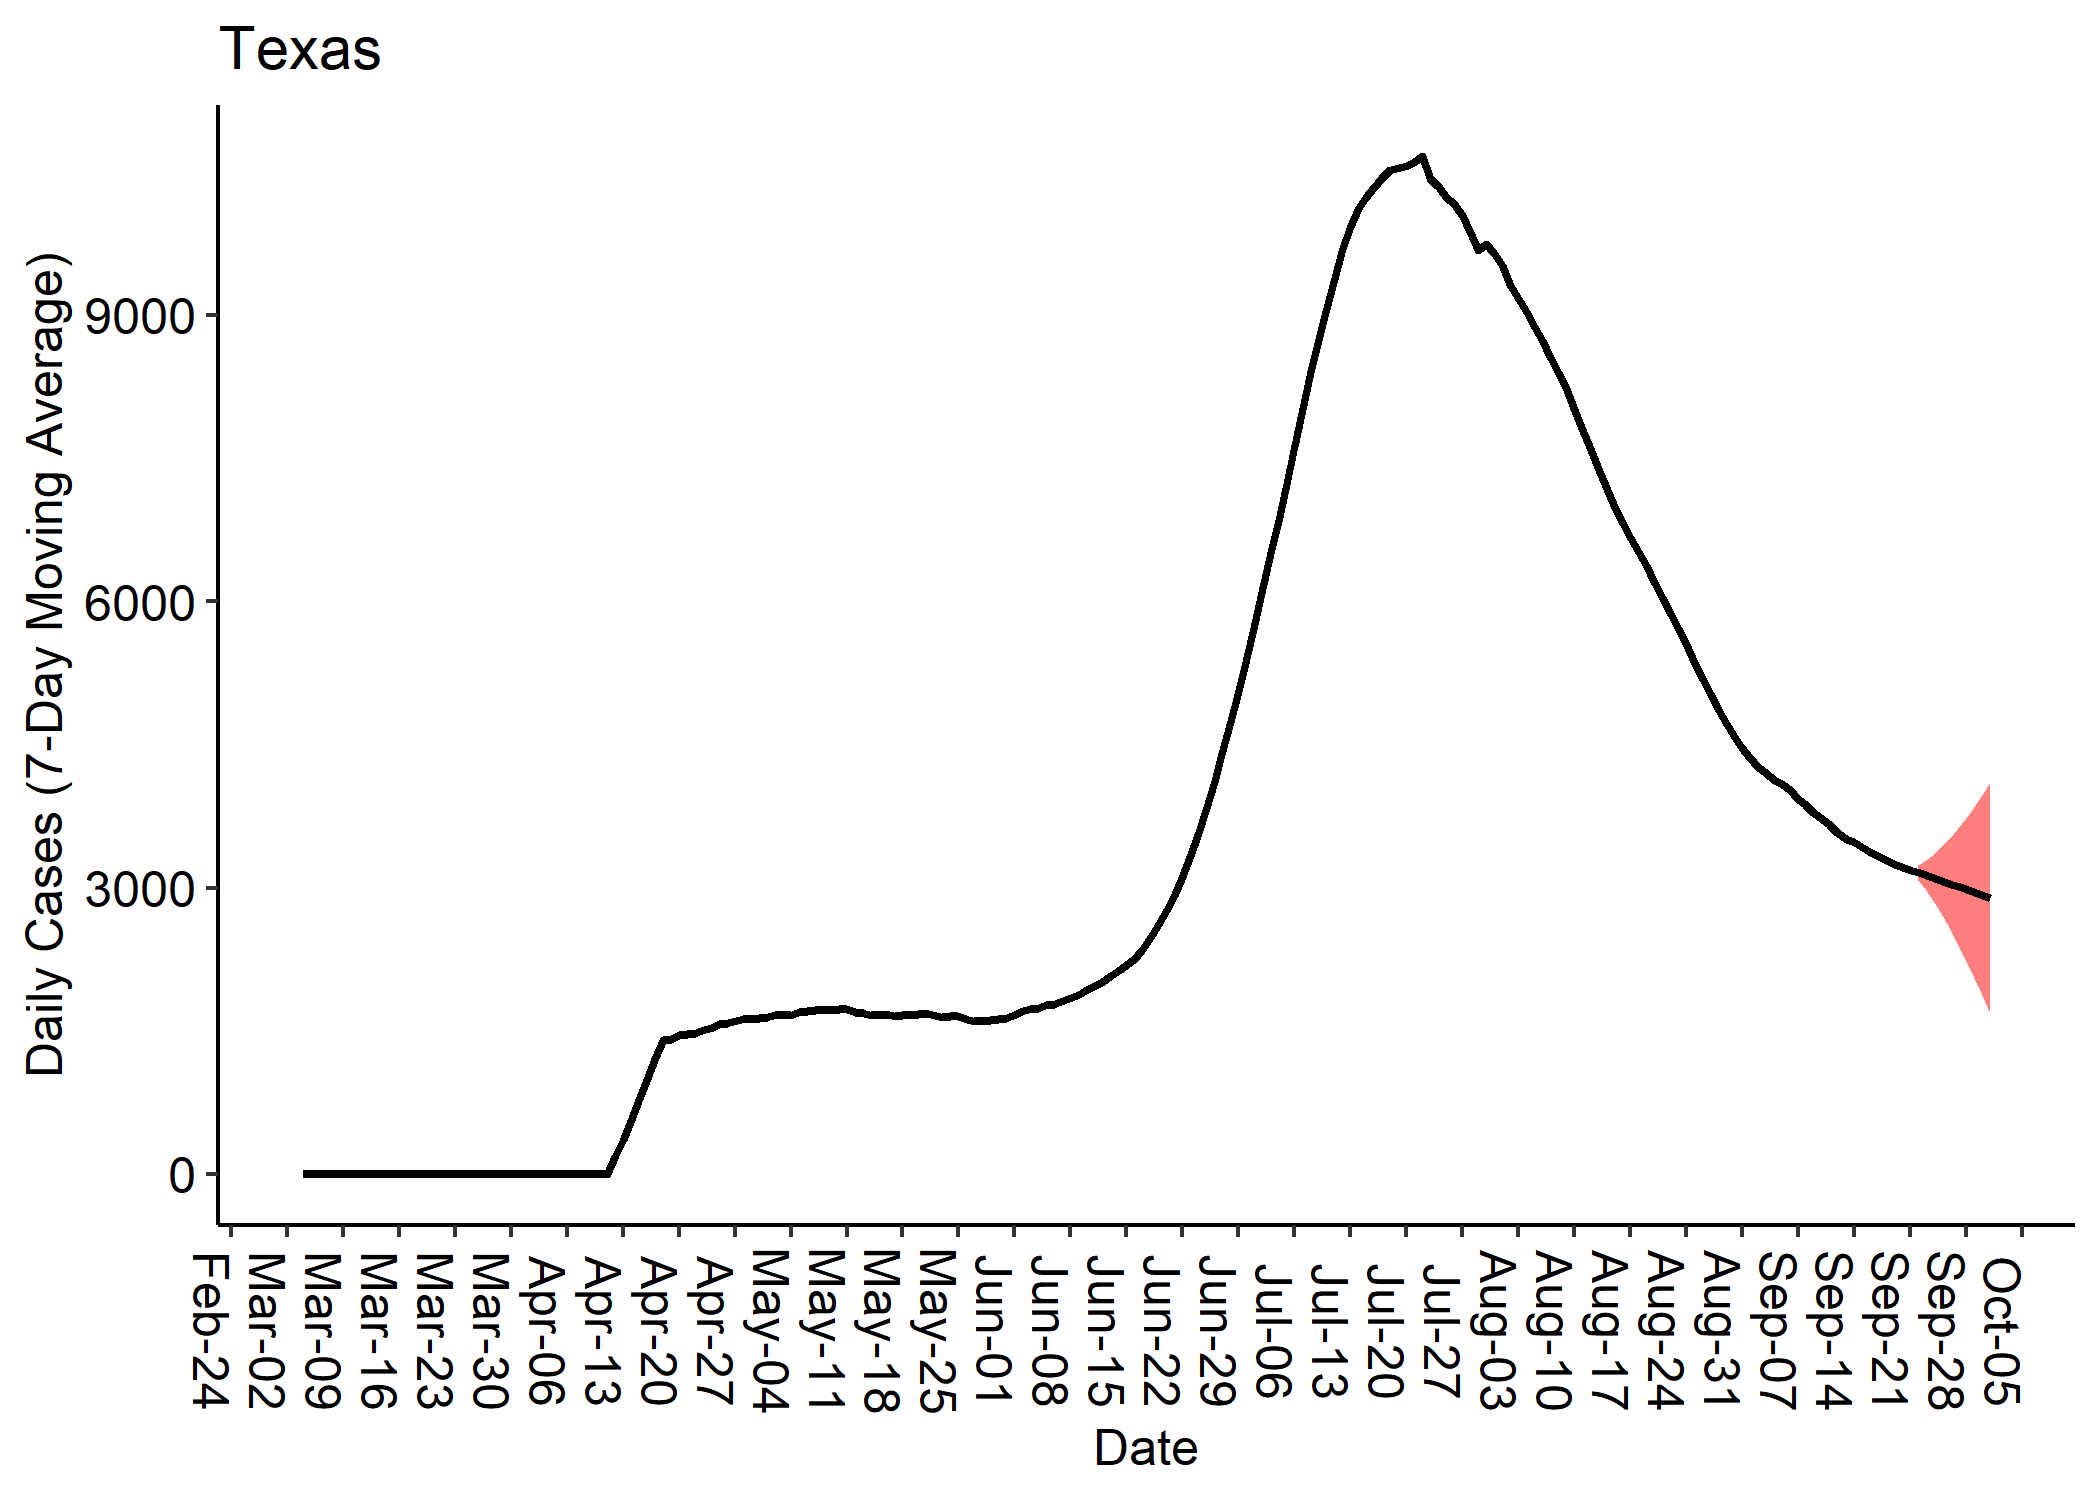 Texas
Daily Cases (7-Day Moving Average)
9000
6000
3000
0
Feb-24
Mar-02
Mar-09
Mar-16
Mar-23
Mar-30
Apr-06
Apr-13
Apr-20
Apr-27
May-04
May-11
May-18
May-25
Jun-01
Jun-08
Jun-15
Jun-22
Jun-29
Jul-06
Jul-13
Jul-20
Jul-27
Aug-03
Aug-10
Aug-17
Aug-24
Aug-31
Sep-07
Sep-14
Sep-21
Sep-28
Oct-05
Date